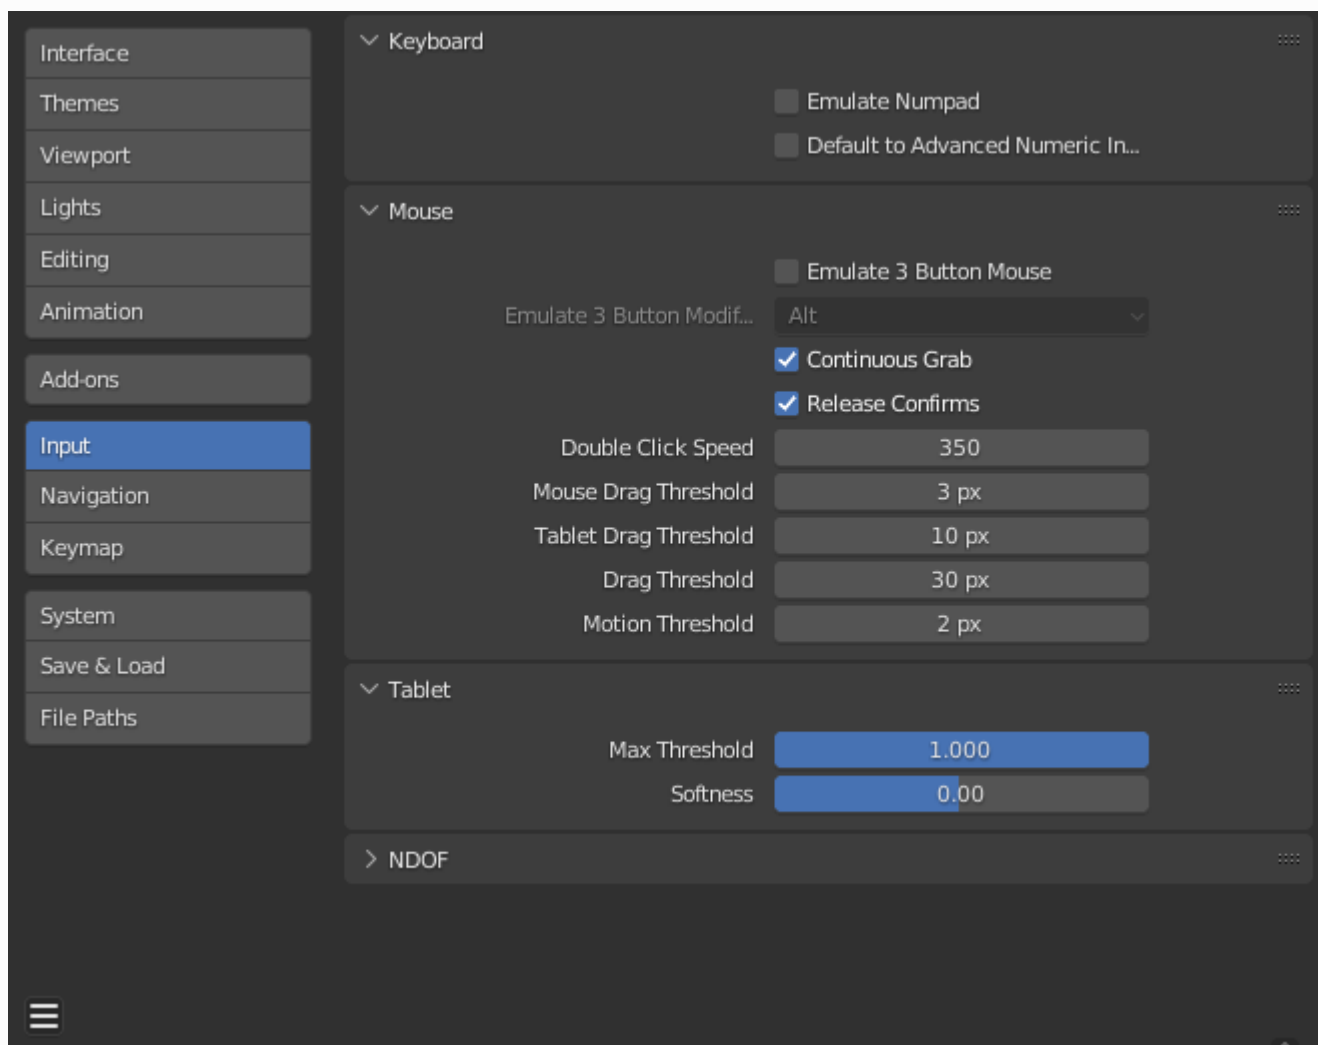 Interface
Themes
Viewport
Lights
Editing
Animation
Add-ons
Input
Navigation
Keymap
System
Save & Load
File Paths
Keyboard
Emulate Numpad
Default to Advanced Numeric In...
Mouse
Emulate 3 Button Mouse
Emulate 3 Button Modif... Alt
Continuous Grab
Release Confirms
Double Click Speed 350
Mouse Drag Threshold 3 px
Tablet Drag Threshold 10 px
Drag Threshold 30 px
Motion Threshold 2 px
Tablet
Max Threshold 1.000
Softness 0.00
NDOF